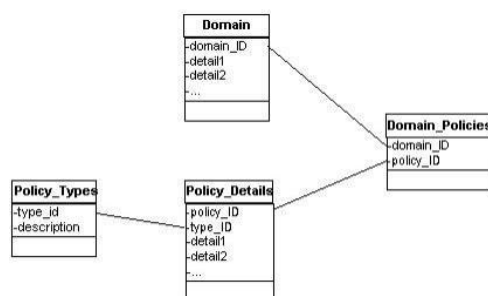 Domain
-domain_ID
-detail1
-detail2
-...
Domain_Policies
-domain_ID
-policy_ID
Policy_Types
-type_id
-description
Policy_Details
-policy_ID
-type_ID
-detail1
-detail2
-...